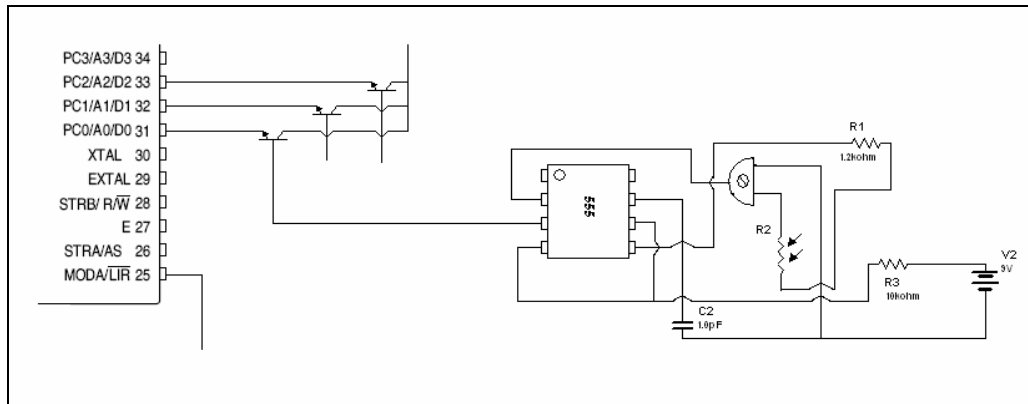 PC3/A3/D3 34
PC2/A2/D2 33
PC1/A1/D1 32
PC0/A0/D0 31
XTAL 30
EXTAL 29
STRB/ R/W̅ 28
E 27
STRA/AS 26
MODA/L̅I̅R̅ 25
555
R1
1.2kohm
R2
R3
10kohm
V2
9V
C2
1.0pF